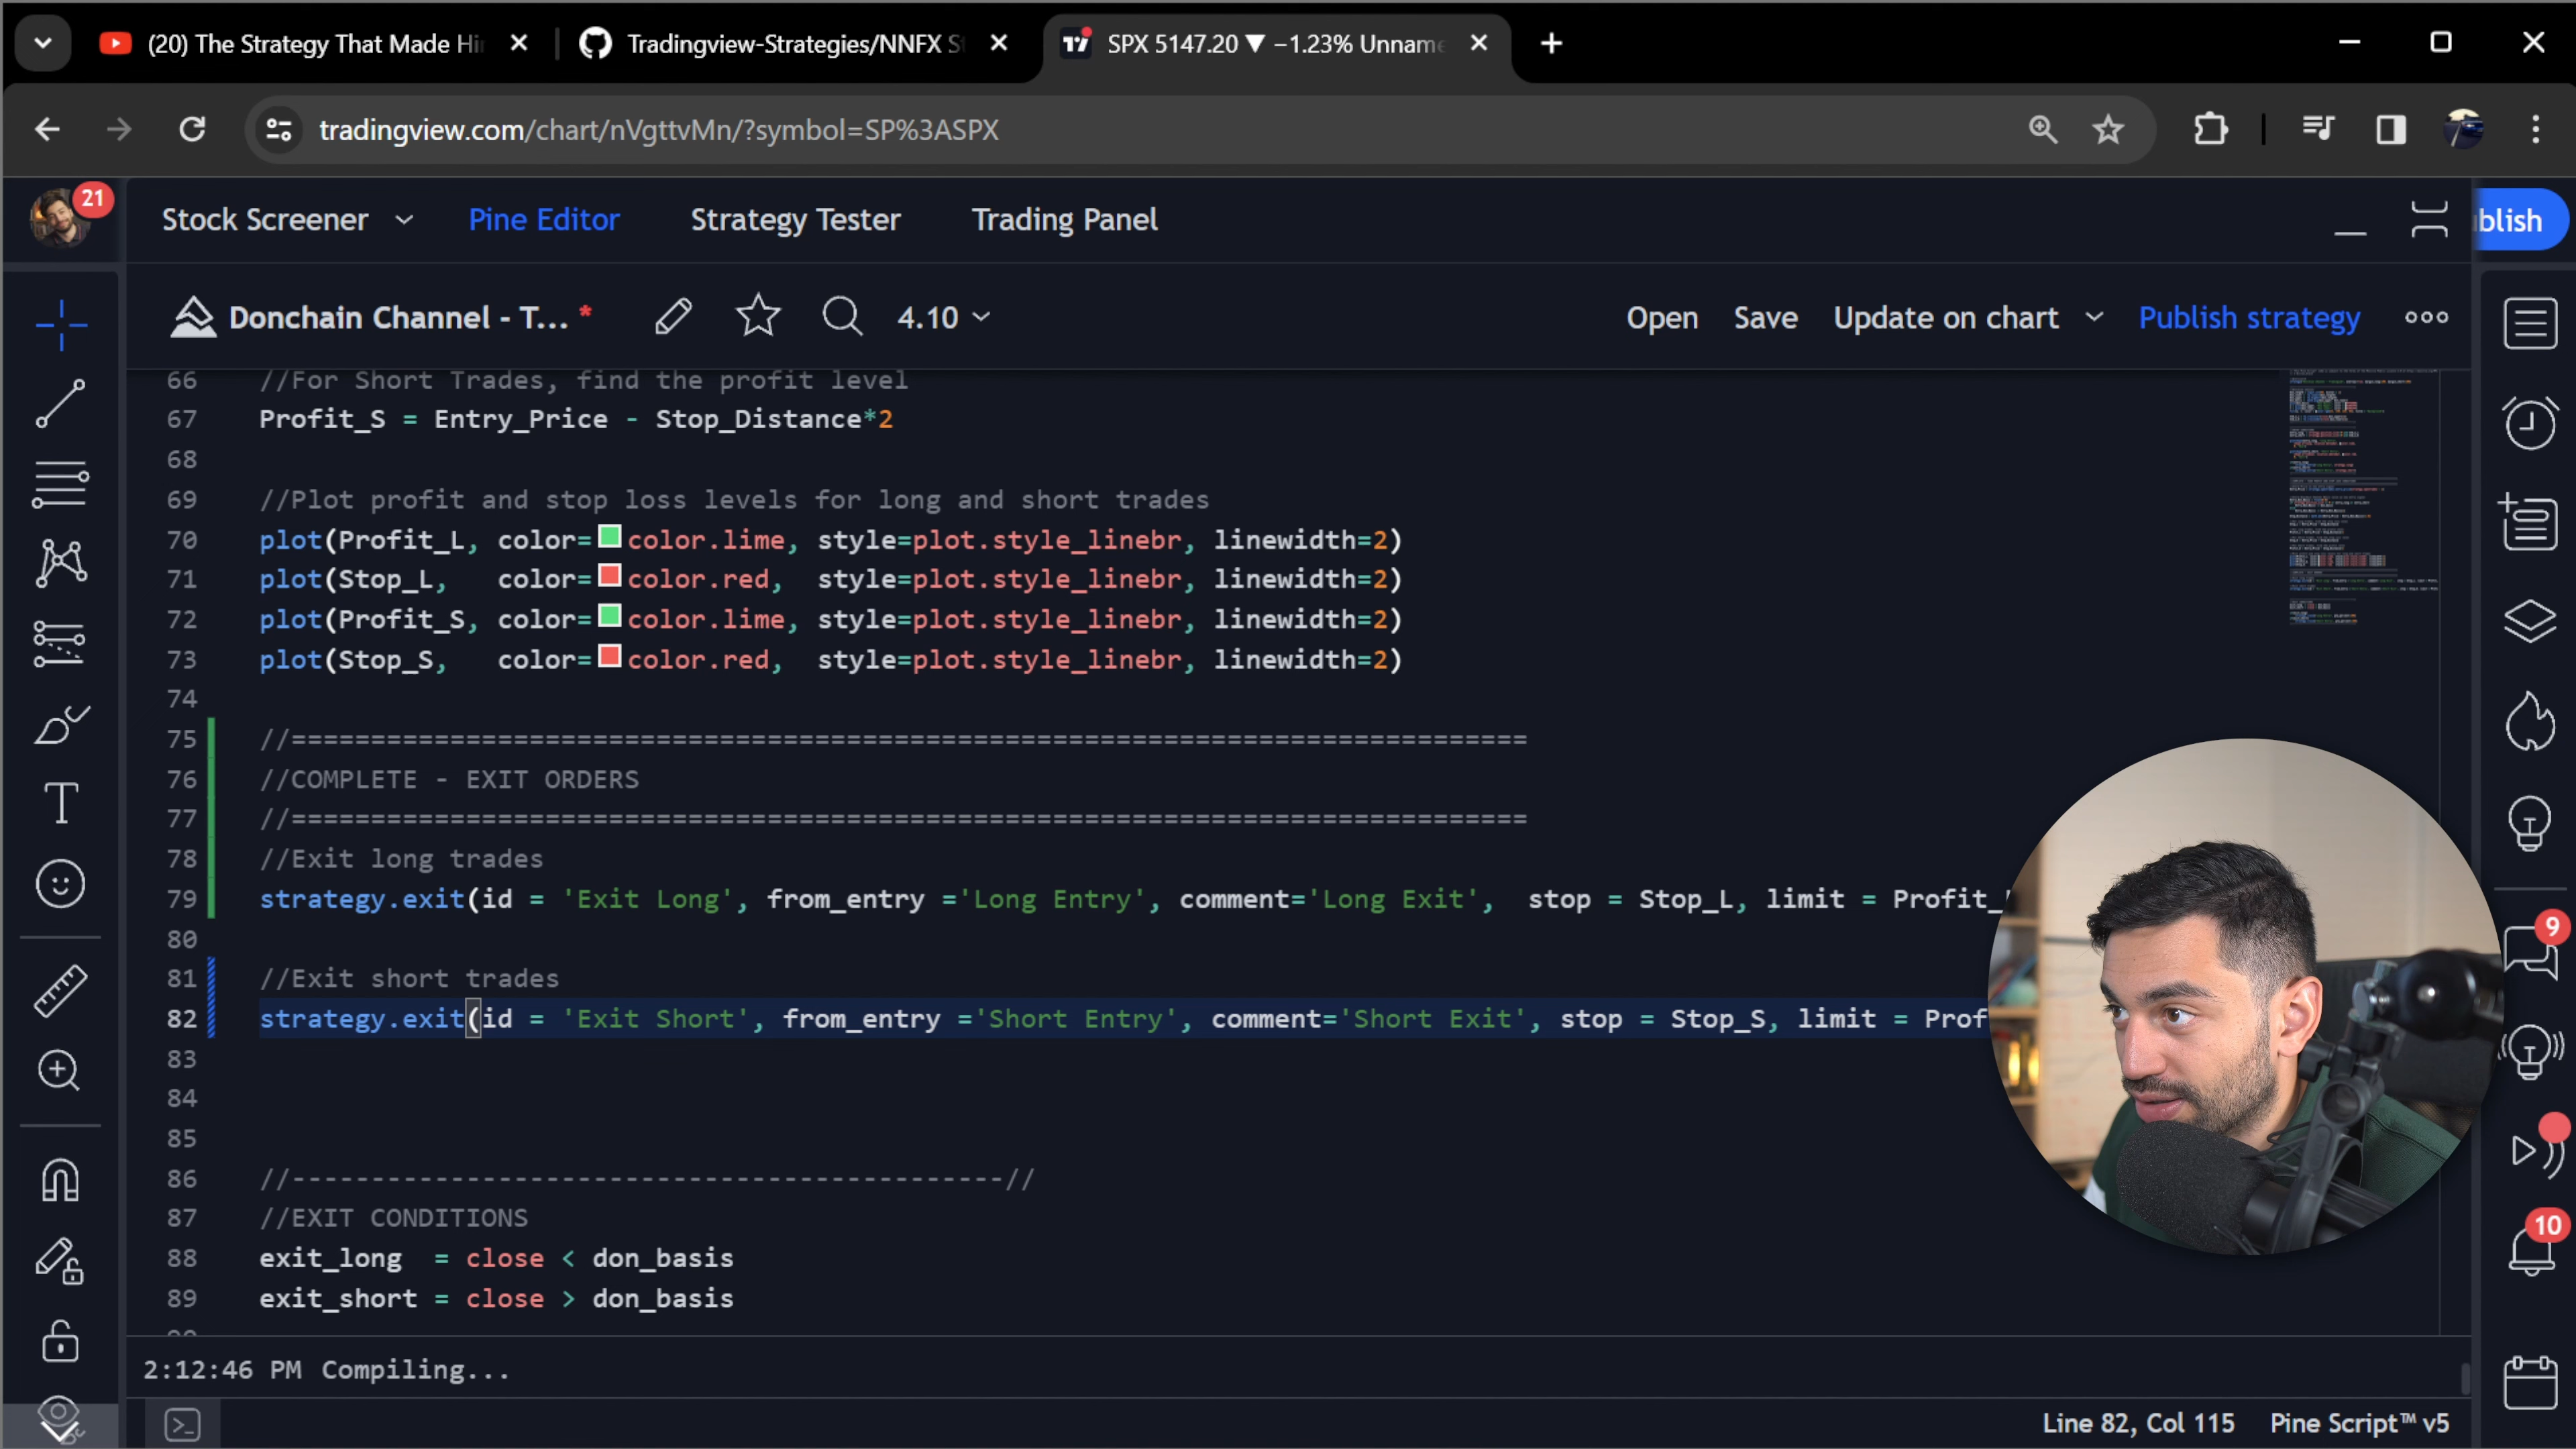 (20) The Strategy That Made Hi
Tradingview-Strategies/NNFX S
SPX 5147.20 ▼ −1.23% Unname
tradingview.com/chart/nVgttvMn/?symbol=SP%3ASPX
21
Stock Screener
Pine Editor
Strategy Tester
Trading Panel
blish
Donchain Channel - T... *
4.10
Open
Save
Update on chart
Publish strategy
66 //For Short Trades, find the profit level
67 Profit_S = Entry_Price - Stop_Distance*2
68
69 //Plot profit and stop loss levels for long and short trades
70 plot(Profit_L, color=color.lime, style=plot.style_linebr, linewidth=2)
71 plot(Stop_L,   color=color.red,  style=plot.style_linebr, linewidth=2)
72 plot(Profit_S, color=color.lime, style=plot.style_linebr, linewidth=2)
73 plot(Stop_S,   color=color.red,  style=plot.style_linebr, linewidth=2)
74
75 //==============================================================================
76 //COMPLETE - EXIT ORDERS
77 //==============================================================================
78 //Exit long trades
79 strategy.exit(id = 'Exit Long', from_entry ='Long Entry', comment='Long Exit',  stop = Stop_L, limit = Profit_
80
81 //Exit short trades
82 strategy.exit(id = 'Exit Short', from_entry ='Short Entry', comment='Short Exit', stop = Stop_S, limit = Prof
83
84
85
86 //---------------------------------------------//
87 //EXIT CONDITIONS
88 exit_long  = close < don_basis
89 exit_short = close > don_basis
9
10
2:12:46 PM Compiling...
Line 82, Col 115
Pine Script™ v5